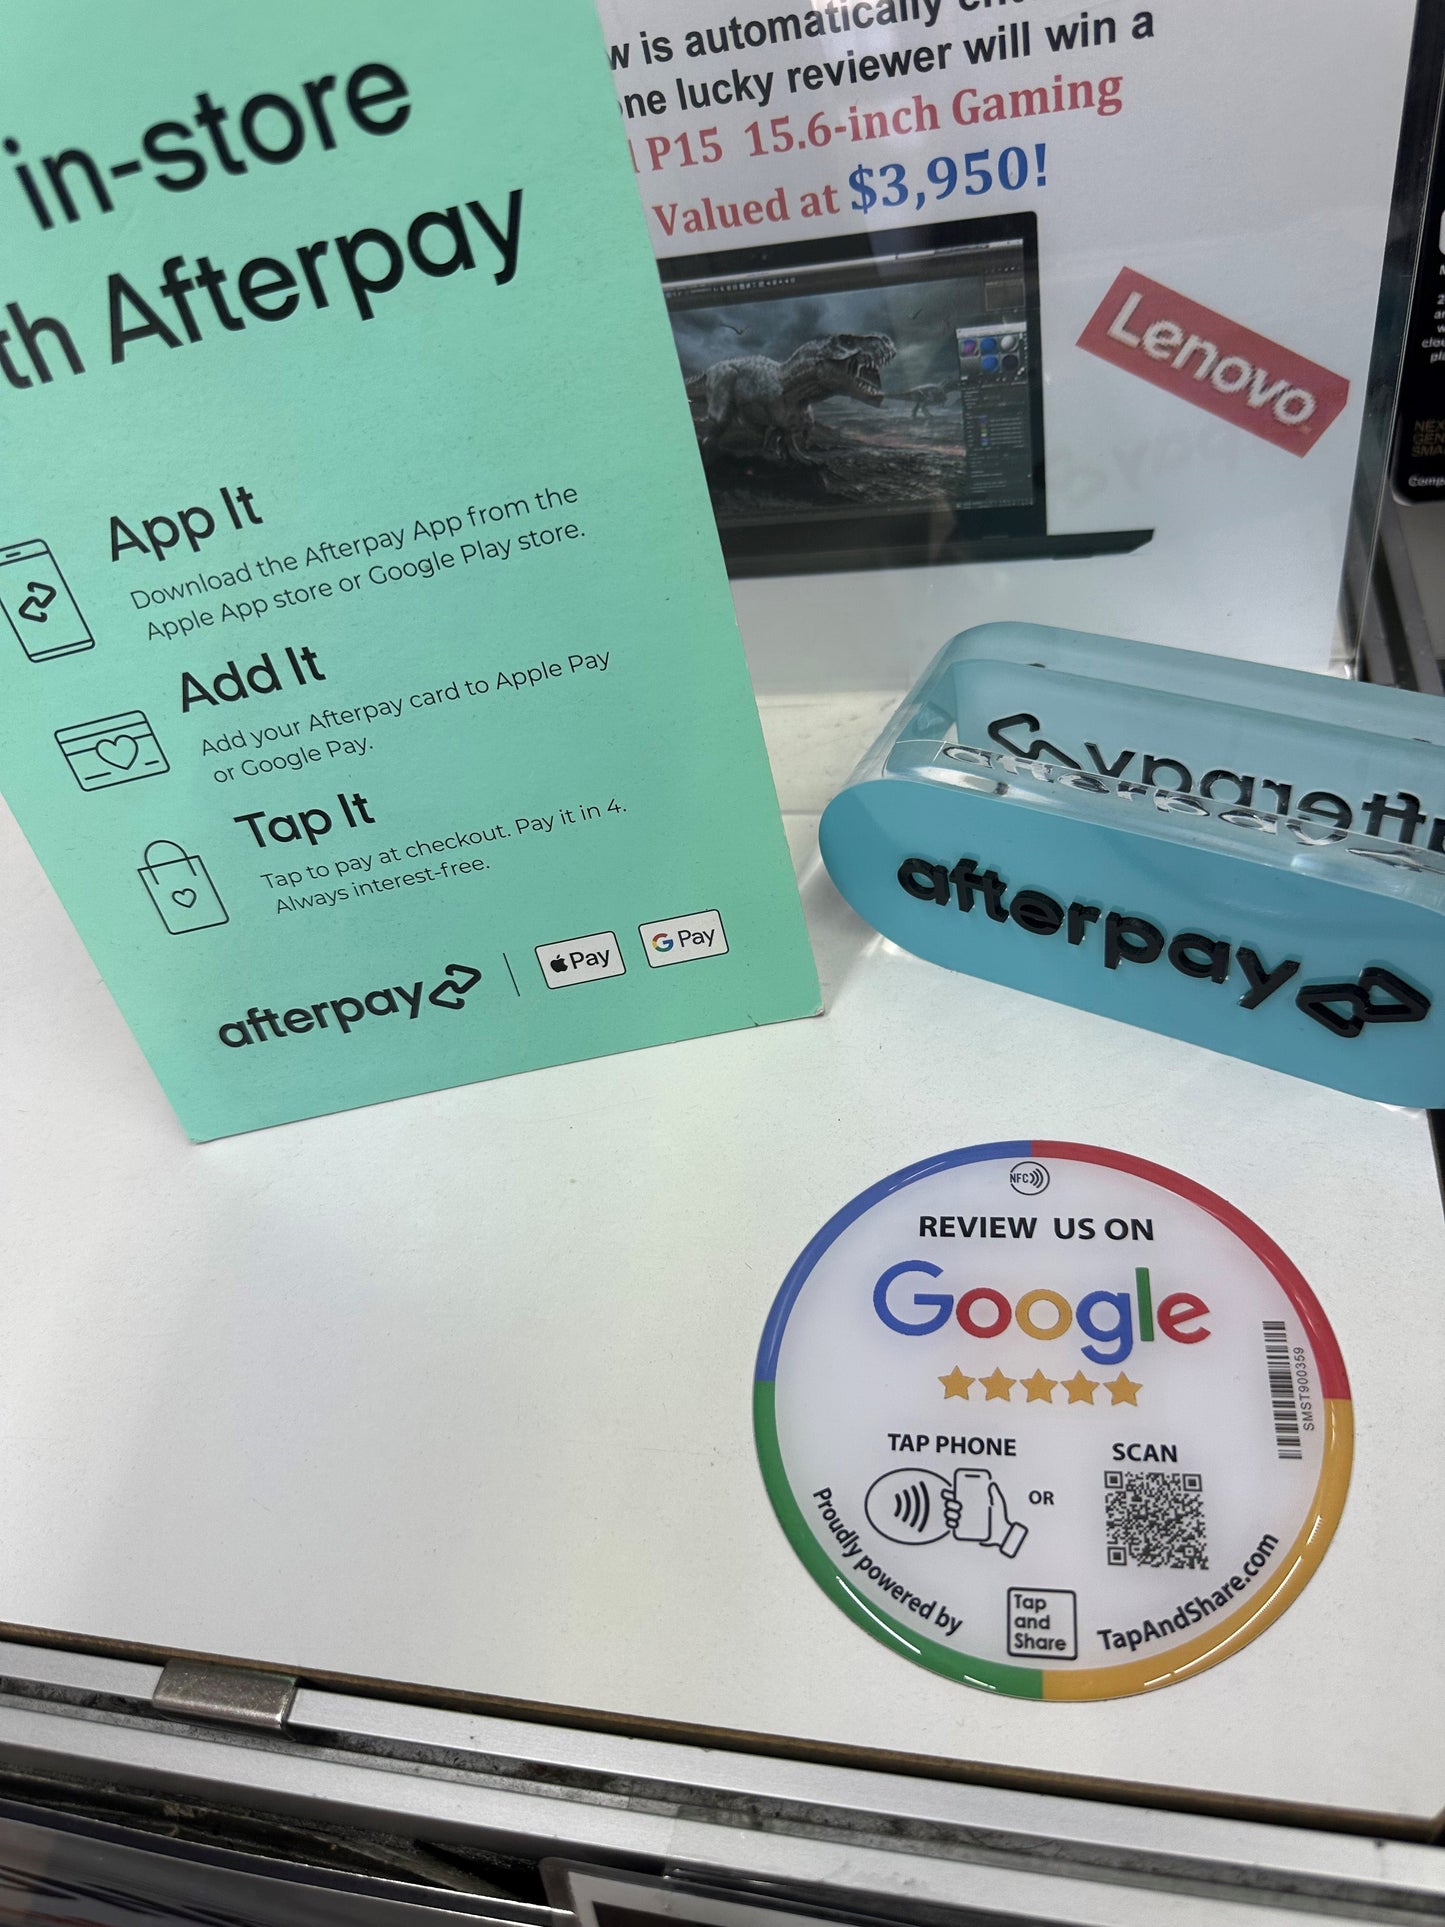 in-store
th Afterpay
App It
Download the Afterpay App from the
Apple App store or Google Play store.
Add It
Add your Afterpay card to Apple Pay
or Google Pay.
Tap It
Tap to pay at checkout. Pay it in 4.
Always interest-free.
afterpay
Pay
G Pay
w is automatically
ne lucky reviewer will win a
P15 15.6-inch Gaming
Valued at $3,950!
Lenovo
afterpay
afterpay
NFC
REVIEW US ON
Google
TAP PHONE
OR
SCAN
SMST900359
Proudly powered by
Tap
and
Share
TapAndShare.com